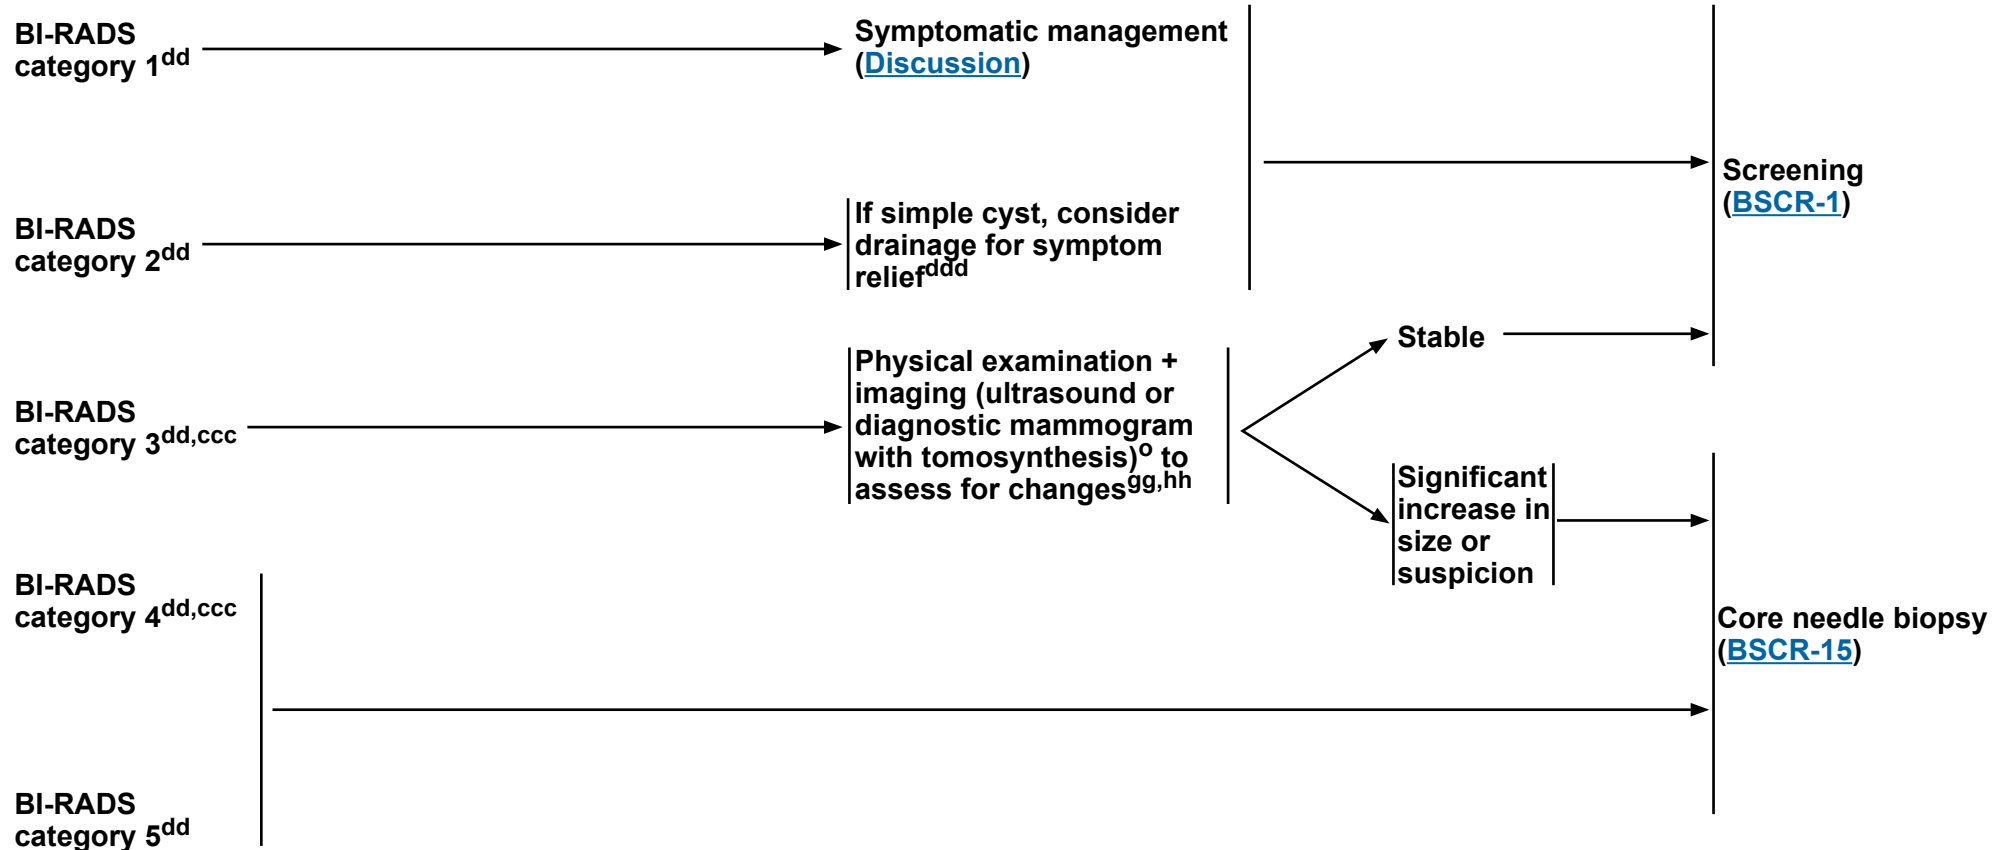 BI-RADS
category 1dd
Symptomatic management
(Discussion)
BI-RADS
category 2dd
If simple cyst, consider
drainage for symptom
reliefddd
Screening
(BSCR-1)
BI-RADS
category 3dd,ccc
Physical examination +
imaging (ultrasound or
diagnostic mammogram
with tomosynthesis)o to
assess for changesgg,hh
Stable
Significant
increase in
size or
suspicion
BI-RADS
category 4dd,ccc
BI-RADS
category 5dd
Core needle biopsy
(BSCR-15)